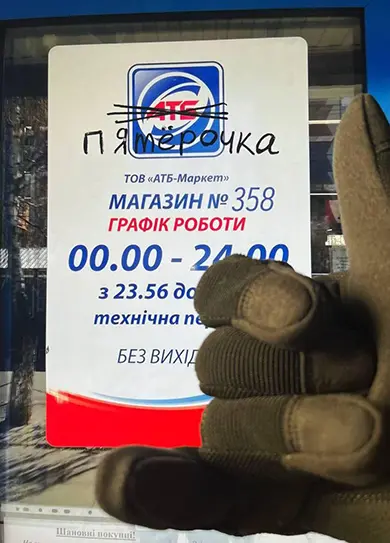 АТБ
пятёрочка
ТОВ «АТБ-Маркет»
МАГАЗИН № 358
ГРАФІК РОБОТИ
00.00 - 24.00
з 23.56 до
технічна
БЕЗ
Шановні покупці!